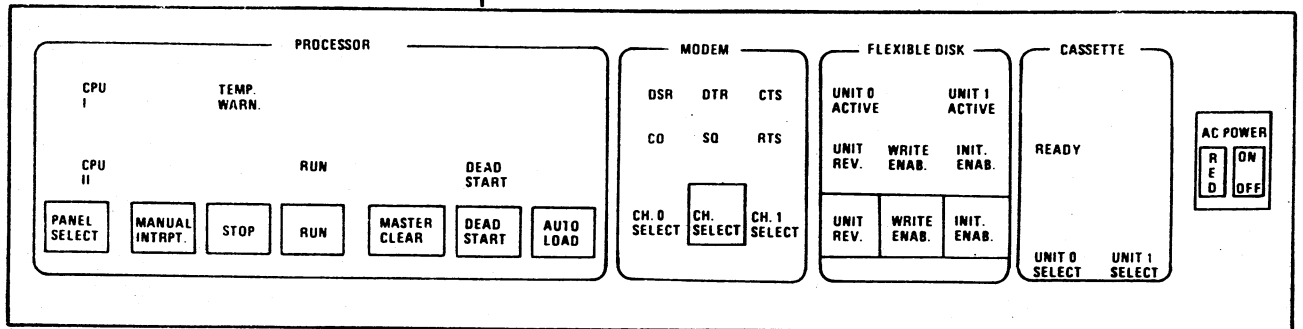 PROCESSOR
CPU
I
TEMP.
WARN.
CPU
II
RUN
DEAD
START
PANEL
SELECT
MANUAL
INTRPT.
STOP
RUN
MASTER
CLEAR
DEAD
START
AUTO
LOAD
MODEM
DSR DTR CTS
CO SQ RTS
CH. 0
SELECT
CH.
SELECT
CH. 1
SELECT
FLEXIBLE DISK
UNIT 0
ACTIVE
UNIT 1
ACTIVE
UNIT
REV.
WRITE
ENAB.
INIT.
ENAB.
UNIT
REV.
WRITE
ENAB.
INIT.
ENAB.
CASSETTE
READY
UNIT 0
SELECT
UNIT 1
SELECT
AC POWER
RED
ON
OFF